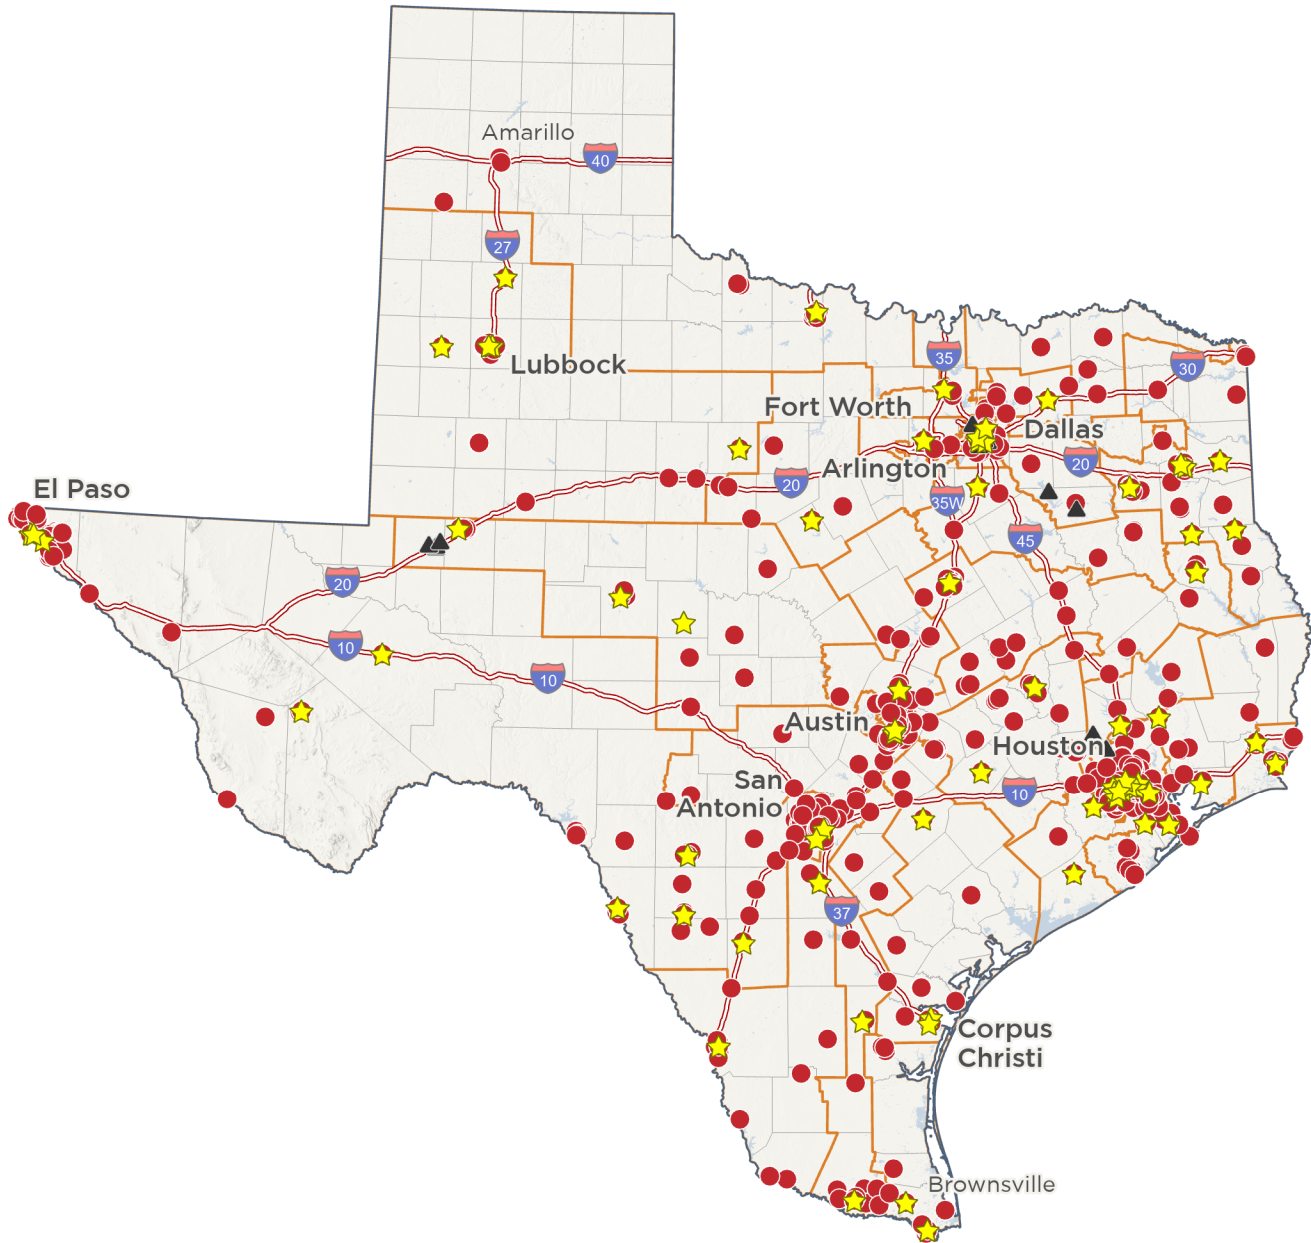 Amarillo
40
27
Lubbock
35
30
Fort Worth
Dallas
Arlington
20
20
El Paso
35W
45
20
10
10
Austin
Houston
San
Antonio
10
37
Corpus
Christi
Brownsville